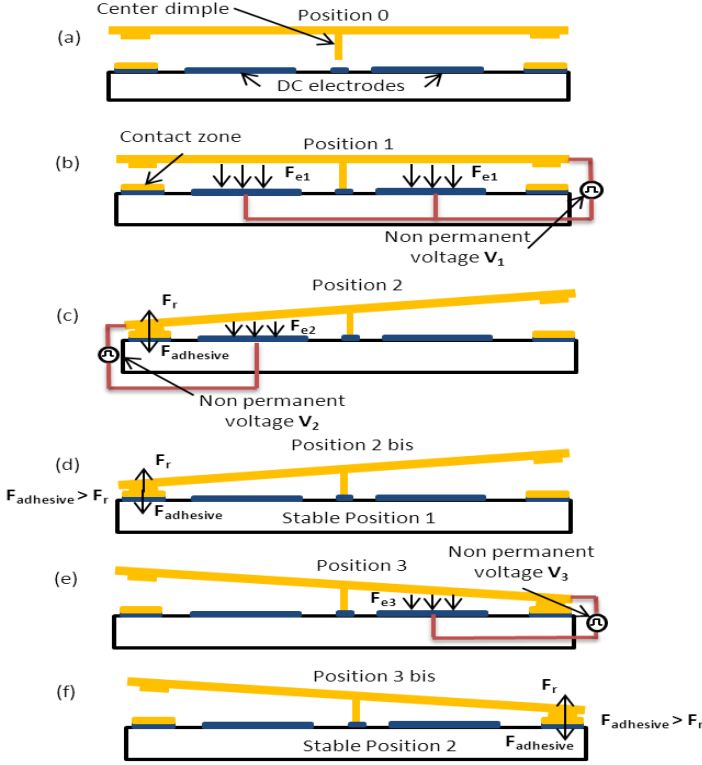 Center dimple
Position 0
(a)
DC electrodes
Contact zone
Position 1
(b)
Fe1
Fe1
Non permanent
voltage V1
Position 2
Fr
(c)
Fe2
Fadhesive
Non permanent
voltage V2
Position 2 bis
(d)
Fr
Fadhesive > Fr
Fadhesive
Stable Position 1
Non permanent
voltage V3
Position 3
(e)
Fe3
Position 3 bis
(f)
Fr
Fadhesive > Fr
Fadhesive
Stable Position 2